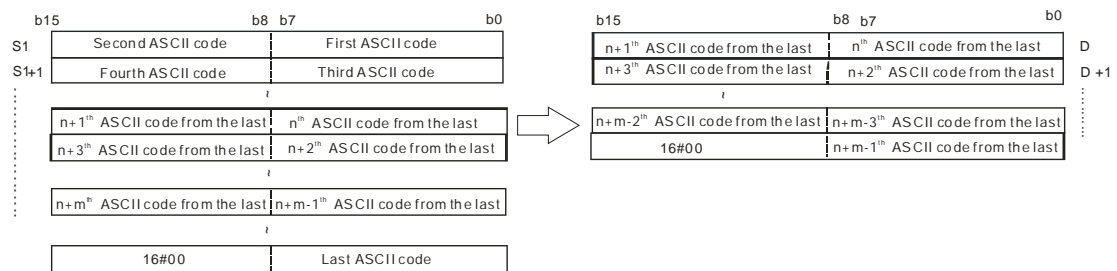 b15 b8 b7 b0
S1 Second ASCII code First ASCII code
S1+1 Fourth ASCII code Third ASCII code
n+1th ASCII code from the last nth ASCII code from the last
n+3th ASCII code from the last n+2th ASCII code from the last
n+mth ASCII code from the last n+m-1th ASCII code from the last
16#00 Last ASCII code
b15 b8 b7 b0
n+1th ASCII code from the last nth ASCII code from the last D
n+3th ASCII code from the last n+2th ASCII code from the last D +1
n+m-2th ASCII code from the last n+m-3th ASCII code from the last
16#00 n+m-1th ASCII code from the last